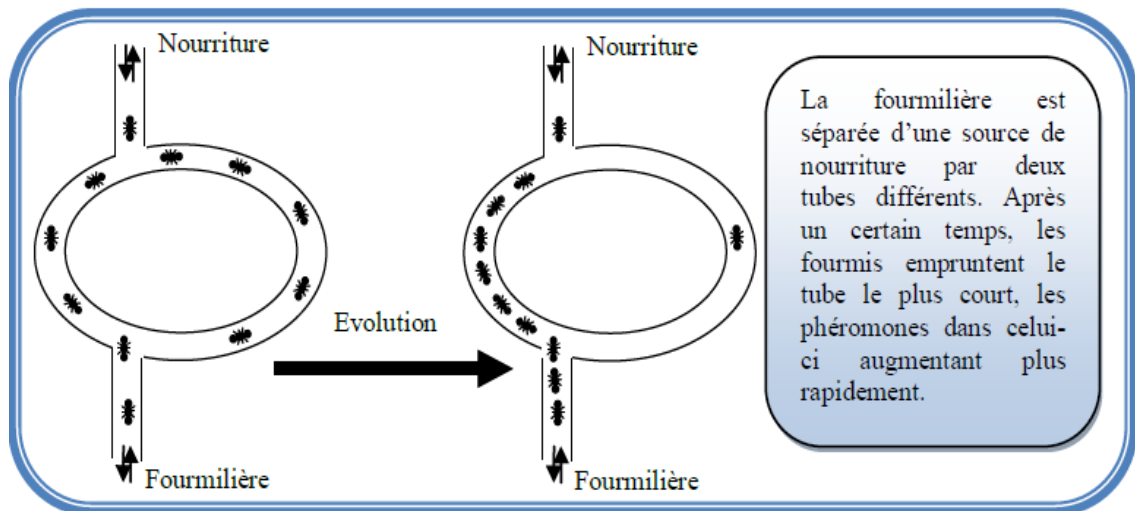 Nourriture
Nourriture
Evolution
Fourmilière
Fourmilière
La fourmilière est
séparée d’une source de
nourriture par deux
tubes différents. Après
un certain temps, les
fourmis empruntent le
tube le plus court, les
phéromones dans celui-
ci augmentant plus
rapidement.